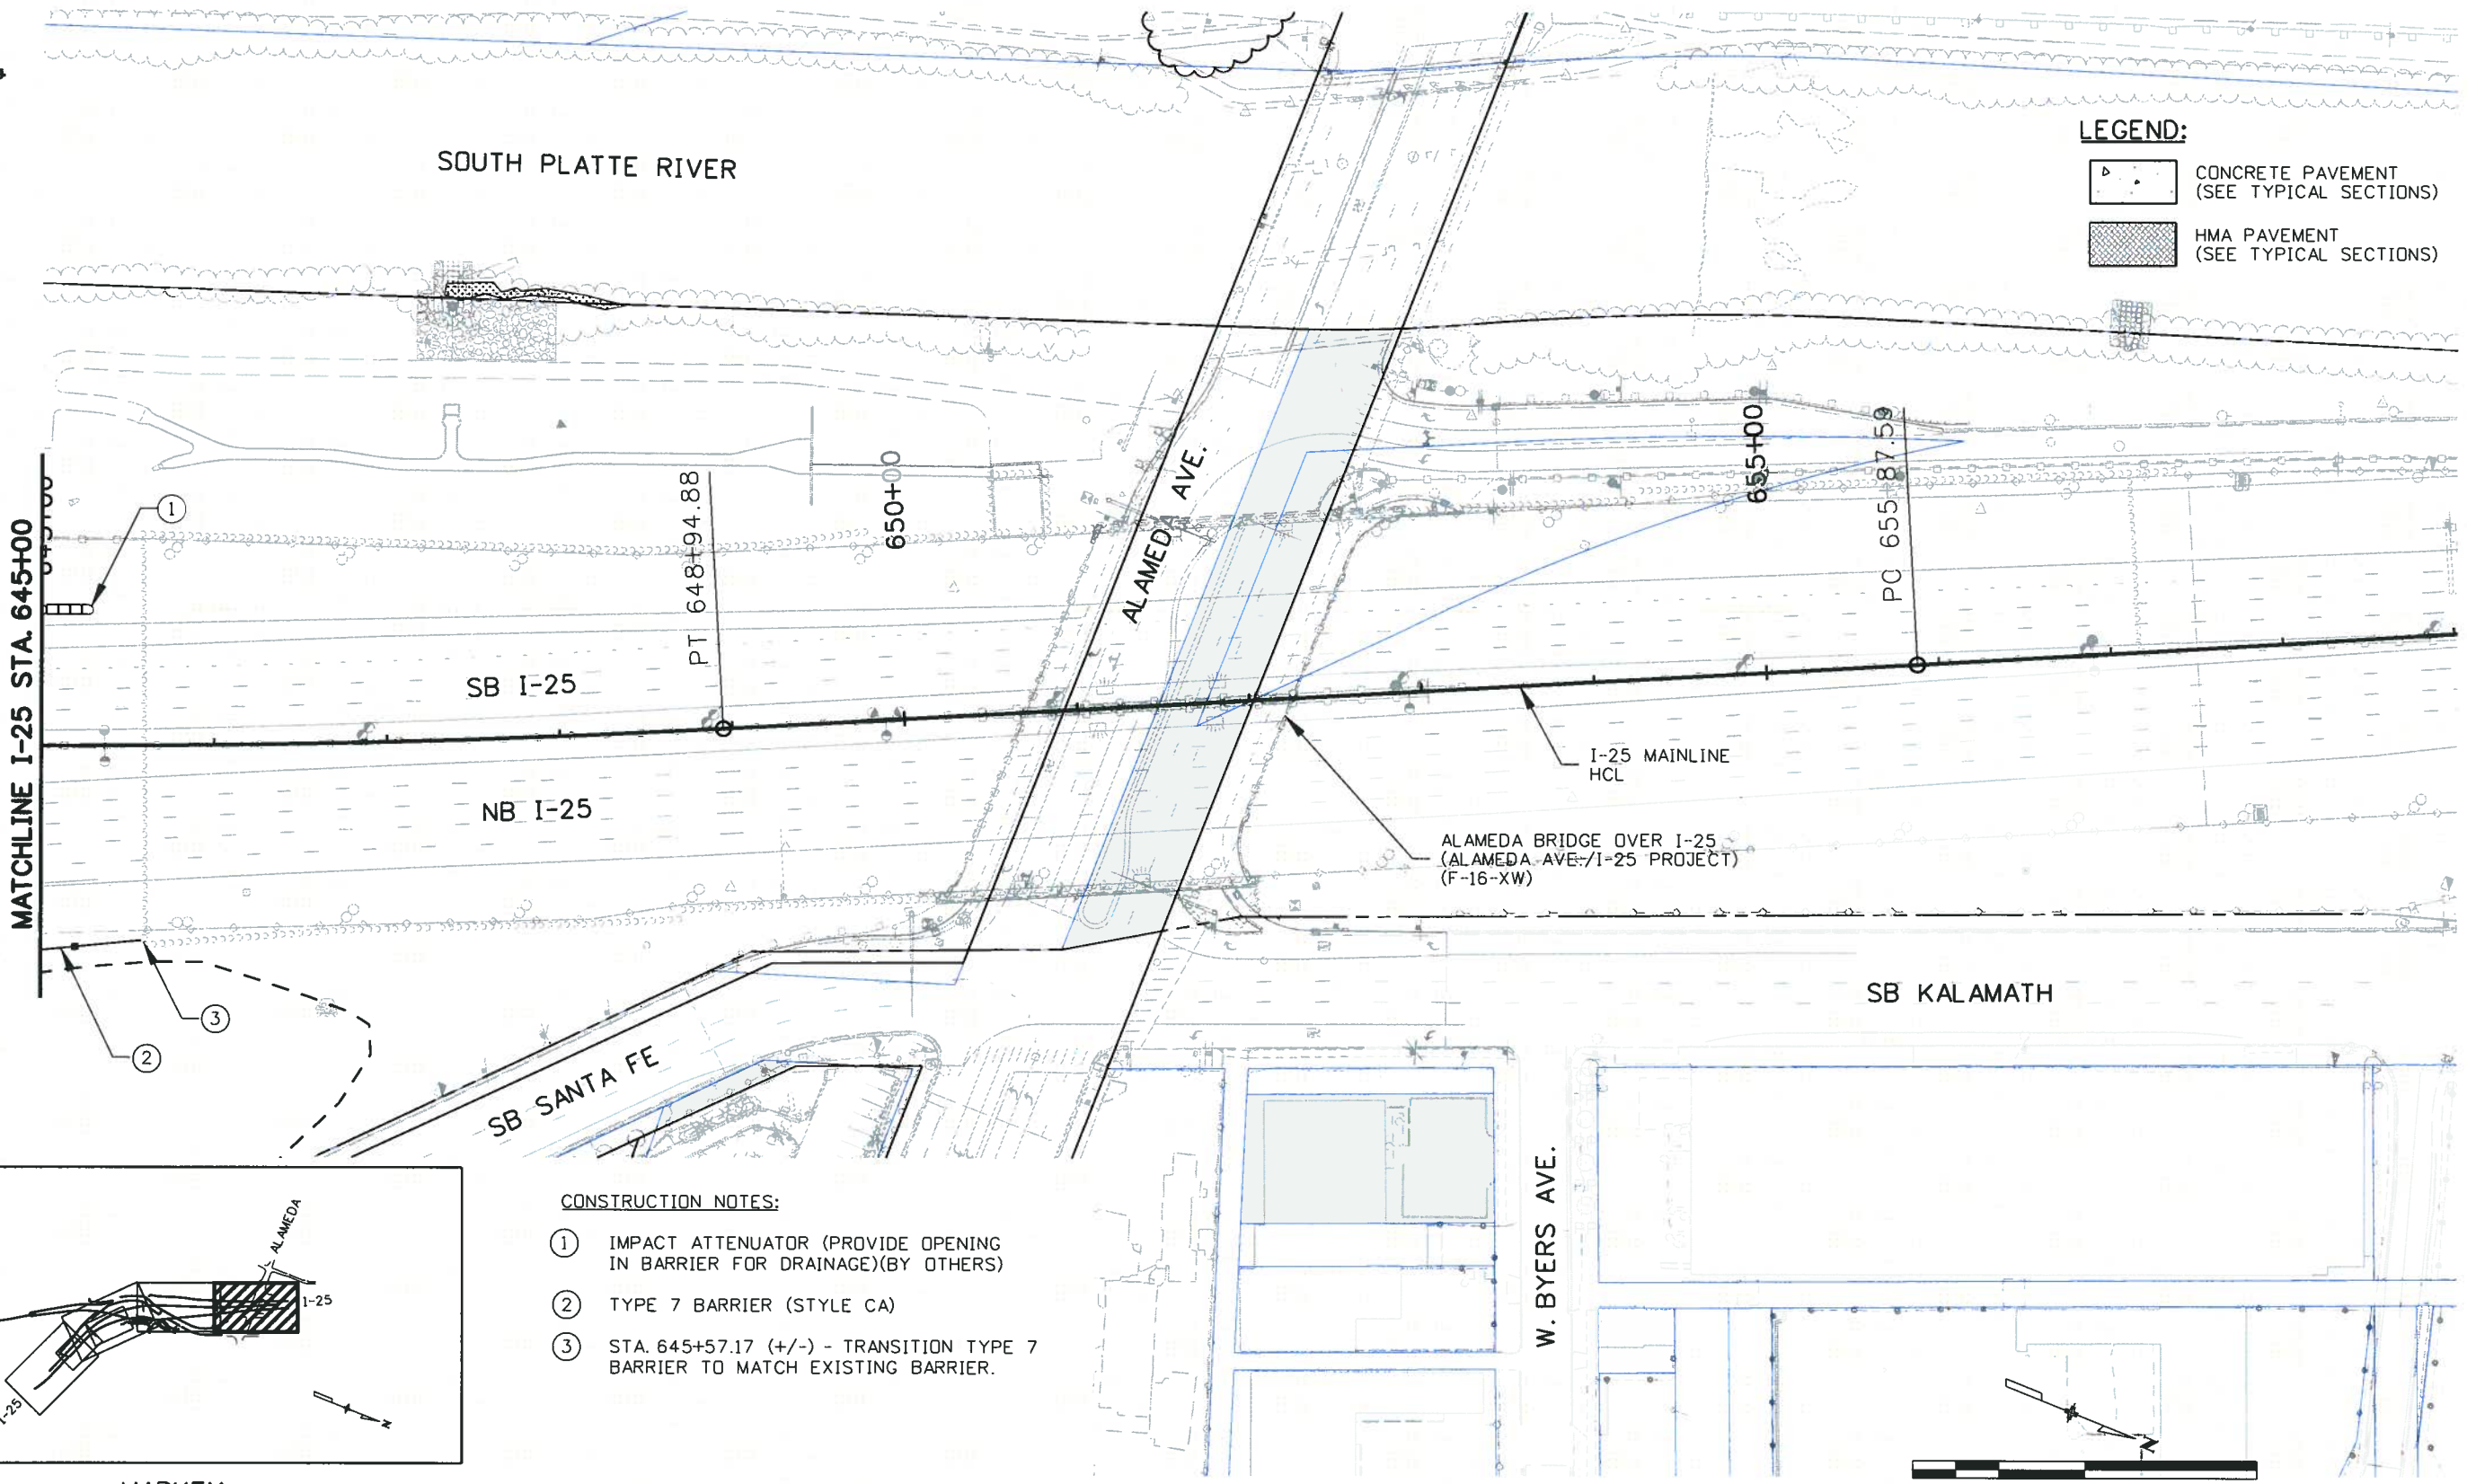 SOUTH PLATTE RIVER
LEGEND:
CONCRETE PAVEMENT
(SEE TYPICAL SECTIONS)
HMA PAVEMENT
(SEE TYPICAL SECTIONS)
MATCHLINE I-25 STA. 645+00
1
PT 648+94.88
650+00
ALAMEDA AVE.
655+00
PC 655+87.59
SB I-25
NB I-25
I-25 MAINLINE
HCL
ALAMEDA BRIDGE OVER I-25
(ALAMEDA AVE./I-25 PROJECT)
(F-16-XW)
3
2
SB SANTA FE
SB KALAMATH
W. BYERS AVE.
ALAMEDA
I-25
I-25
N
CONSTRUCTION NOTES:
1 IMPACT ATTENUATOR (PROVIDE OPENING
IN BARRIER FOR DRAINAGE)(BY OTHERS)
2 TYPE 7 BARRIER (STYLE CA)
3 STA. 645+57.17 (+/-) - TRANSITION TYPE 7
BARRIER TO MATCH EXISTING BARRIER.
N